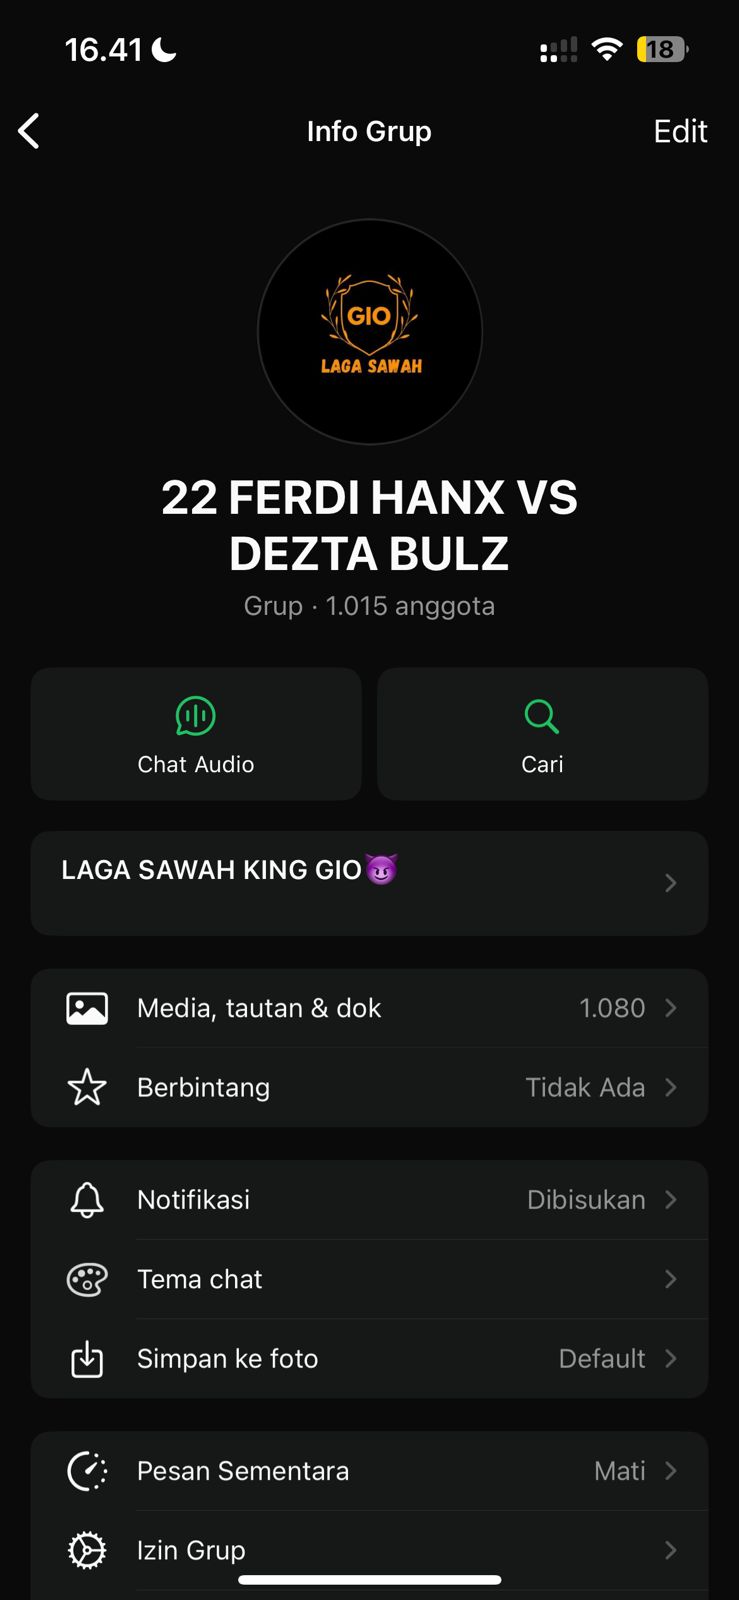 16.41
18
Info Grup
Edit
GIO
LAGA SAWAH
22 FERDI HANX VS
DEZTA BULZ
Grup · 1.015 anggota
Chat Audio
Cari
LAGA SAWAH KING GIO😈
Media, tautan & dok 1.080
Berbintang Tidak Ada
Notifikasi Dibisukan
Tema chat
Simpan ke foto Default
Pesan Sementara Mati
Izin Grup